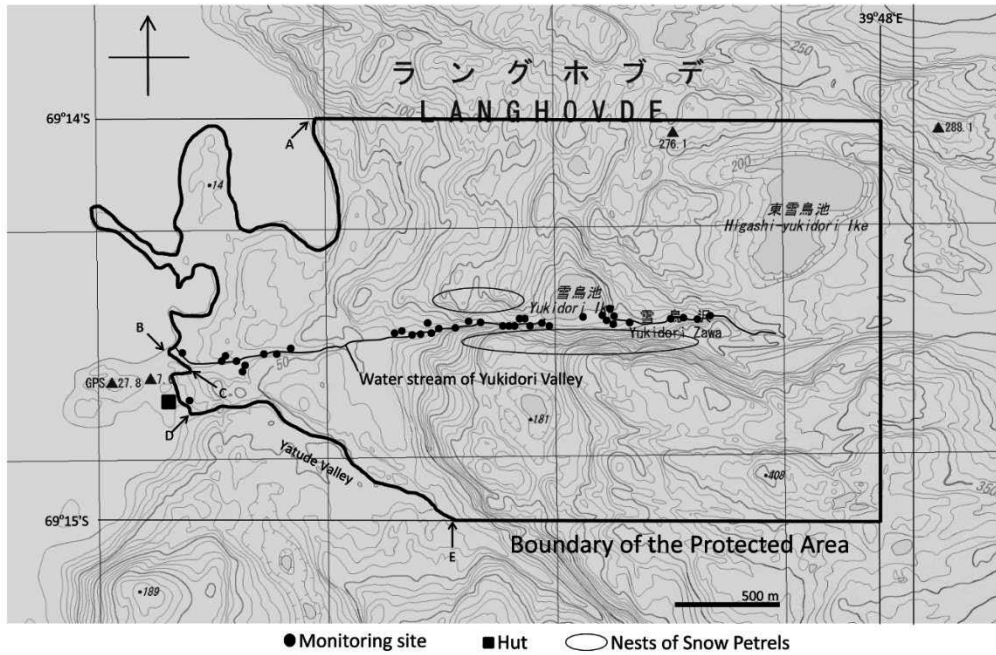 39°48'E
250
ラングホブデ
LANGHOVDE
100
69°14'S
A
276.1
288.1
200
14
東雪鳥池
Higashi-yukidori Ike
雪鳥池
Yukidori
雪鳥沢
Yukidori Zawa
B
50
GPS 27.8
7.
C
Water stream of Yukidori Valley
D
181
Yatude Valley
408
350
69°15'S
E
Boundary of the Protected Area
189
500 m
Monitoring site
Hut
Nests of Snow Petrels